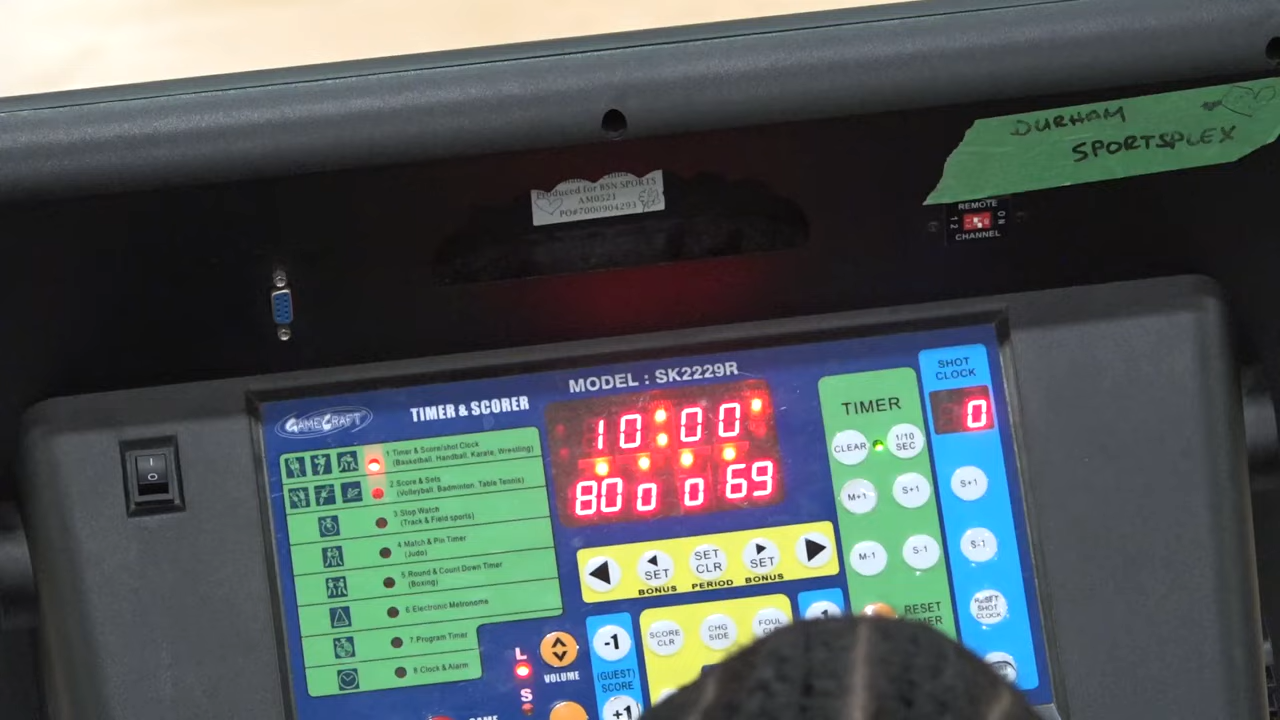 DURHAM
SPORTSPLEX
Produced for BSN SPORTS
AM0521
PO#7000904293
REMOTE
1 2
ON
CHANNEL
MODEL : SK2229R
GAMECRAFT
TIMER & SCORER
1. Timer & Score/shot Clock
(Basketball, Handball, Karate, Wrestling)
2. Score & Sets
(Volleyball, Badminton, Table Tennis)
3. Stop Watch
(Track & Field sports)
4. Match & Pin Timer
(Judo)
5. Round & Count Down Timer
(Boxing)
6. Electronic Metronome
7. Program Timer
8. Clock & Alarm
10:00
80 0 0 69
SET
SET CLR
SET
BONUS PERIOD BONUS
TIMER
CLEAR
1/10 SEC
M+1
S+1
M-1
S-1
RESET
SHOT CLOCK
0
S+1
S-1
RESET SHOT CLOCK
L
S
VOLUME
-1
(GUEST)
SCORE
+1
SCORE CLR
CHG SIDE
FOUL
GAME